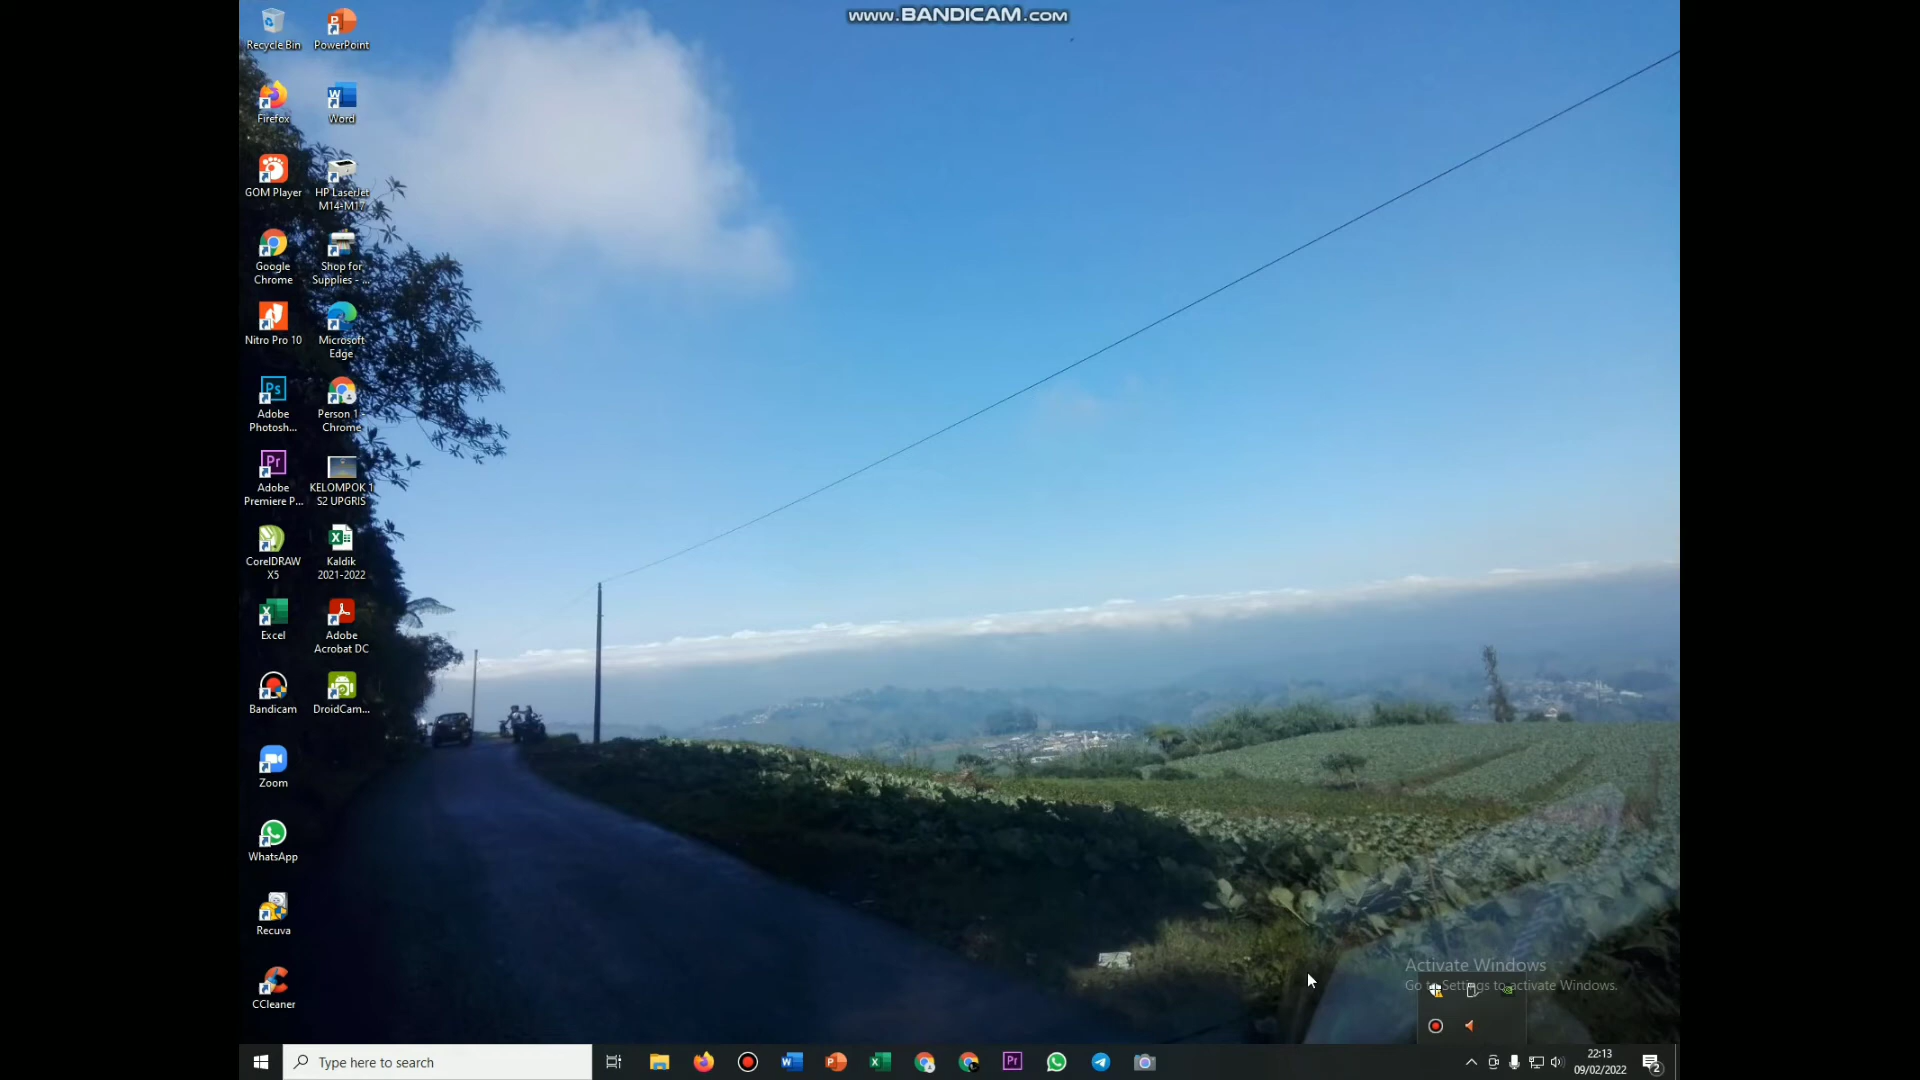 www.BANDICAM.com
Recycle Bin
PowerPoint
Firefox
Word
GOM Player
HP LaserJet
M14-M17
Google
Chrome
Shop for
Supplies - ...
Nitro Pro 10
Microsoft
Edge
Adobe
Photosh...
Person 1 -
Chrome
Adobe
Premiere P...
KELOMPOK 1
S2 UPGRIS
CorelDRAW
X5
Kaldik
2021-2022
Excel
Adobe
Acrobat DC
Bandicam
DroidCam...
Zoom
WhatsApp
Recuva
CCleaner
Activate Windows
Go to Settings to activate Windows.
Type here to search
22:13
09/02/2022
2